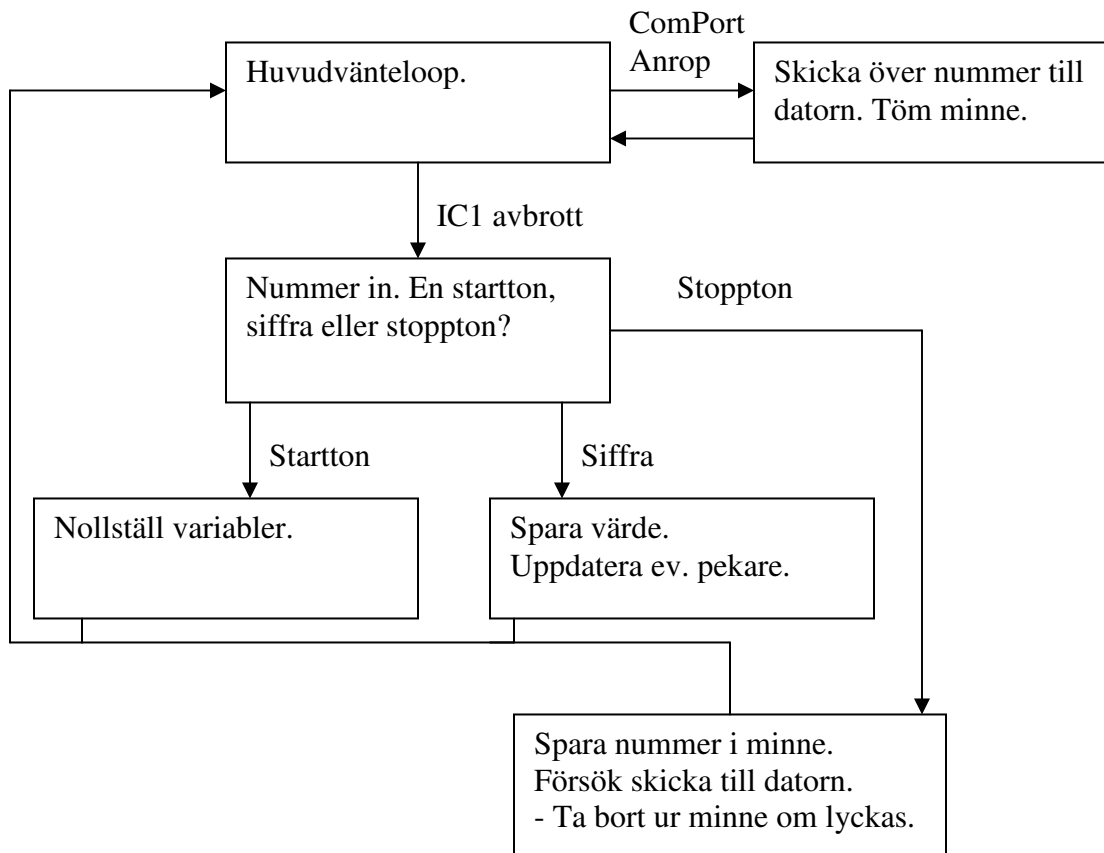 ComPort
Anrop
Huvudvänteloop.
Skicka över nummer till
datorn. Töm minne.
IC1 avbrott
Nummer in. En startton,
siffra eller stoppton?
Stoppton
Startton
Siffra
Nollställ variabler.
Spara värde.
Uppdatera ev. pekare.
Spara nummer i minne.
Försök skicka till datorn.
- Ta bort ur minne om lyckas.